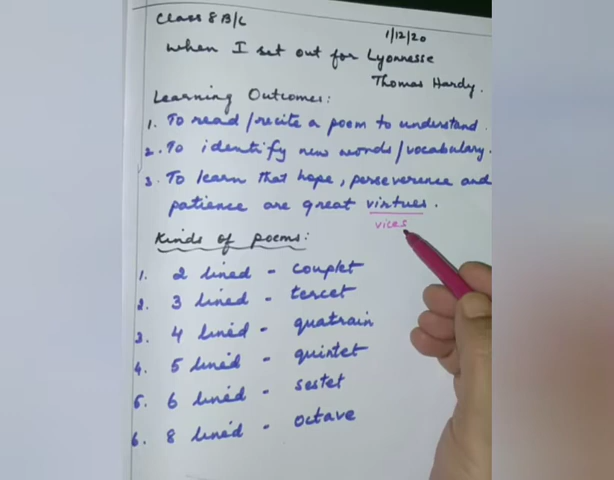 Class 8 B/C
1/12/20
When I set out for Lyonnesse
Thomas Hardy.
Learning Outcomes:
1. To read/recite a poem to understand.
2. To identify new words/vocabulary.
3. To learn that hope, perseverence and
patience are great virtues.
vices
Kinds of poems:
1. 2 lined - couplet
2. 3 lined - tercet
3. 4 lined - quatrain
4. 5 lined - quintet
5. 6 lined - sestet
6. 8 lined - octave